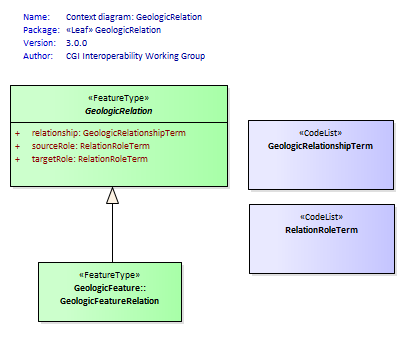 Name: Context diagram: GeologicRelation
Package: «Leaf» GeologicRelation
Version: 3.0.0
Author: CGI Interoperability Working Group
«FeatureType»
GeologicRelation
+ relationship: GeologicRelationshipTerm
+ sourceRole: RelationRoleTerm
+ targetRole: RelationRoleTerm
«CodeList»
GeologicRelationshipTerm
«CodeList»
RelationRoleTerm
«FeatureType»
GeologicFeature::
GeologicFeatureRelation